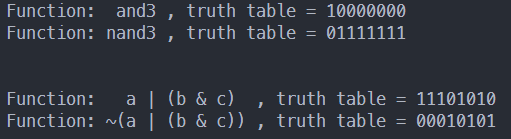 Function:  and3 , truth table = 10000000
Function: nand3 , truth table = 01111111
Function:   a | (b & c)  , truth table = 11101010
Function: ~(a | (b & c)) , truth table = 00010101